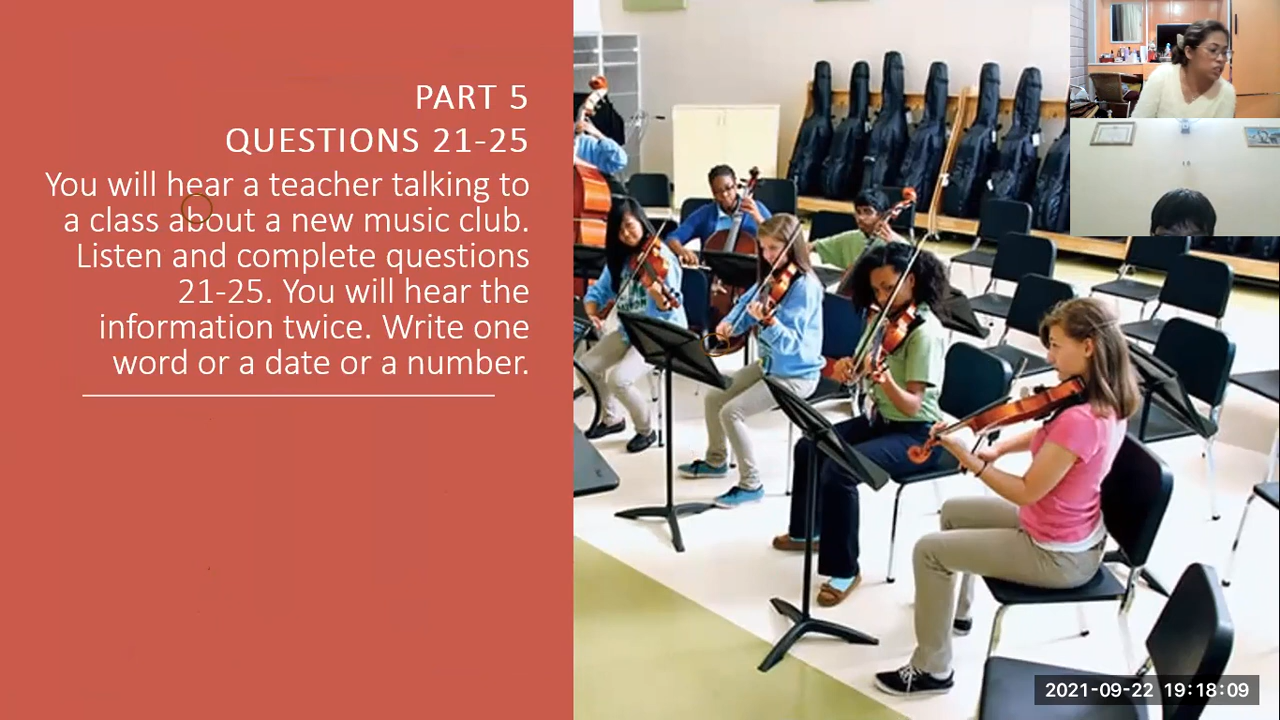 PART 5
QUESTIONS 21-25
You will hear a teacher talking to
a class about a new music club.
Listen and complete questions
21-25. You will hear the
information twice. Write one
word or a date or a number.
2021-09-22 19:18:09